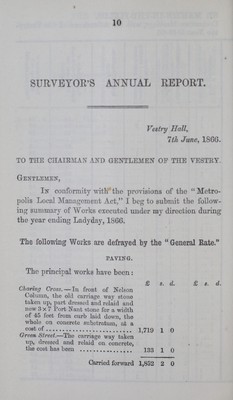 10
SURVEYOR'S ANNUAL REPORT.
Vestry Hall,
7th June, 1866.
TO THE CHAIRMAN AND GENTLEMEN OF THE VESTRY.
GENTLEMEN,
IN conformity with the provisions of the "Metro-
polis Local Management Act," I beg to submit the follow-
ing summary of Works executed under my direction during
the year ending Ladyday, 1866.
The following Works are defrayed by the "General Rate."
PAVING.
The principal works have been:
£ s. d. £ s. d.
Charing Cross.—In front of Nelson
Column, the old carriage way stone
taken up, part dressed and relaid and
new 3 x 7 Port Nant stone for a width
of 45 feet from curb laid down, the
whole on concrete substratum, at a
cost of 1,719 1 0
Green Street.—The carriage way taken
up, dressed and relaid on concrete,
the cost has been 133 1 0
Carried forward 1,852 2 0